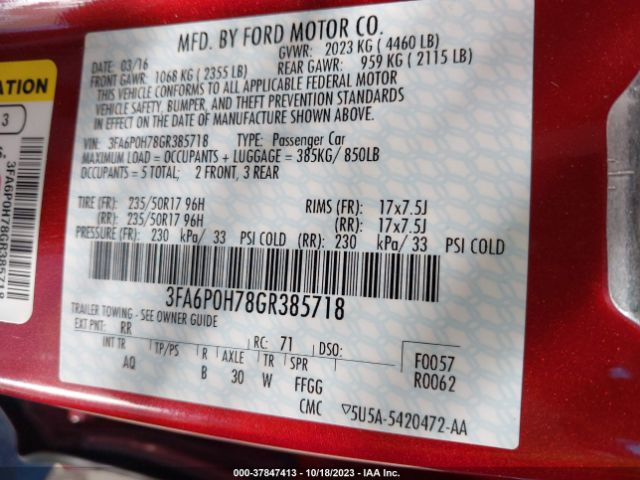 MFD. BY FORD MOTOR CO.
DATE: 03/16 GVWR: 2023 KG ( 4460 LB)
FRONT GAWR: 1068 KG ( 2355 LB) REAR GAWR: 959 KG ( 2115 LB)
THIS VEHICLE CONFORMS TO ALL APPLICABLE FEDERAL MOTOR
VEHICLE SAFETY, BUMPER, AND THEFT PREVENTION STANDARDS
IN EFFECT ON THE DATE OF MANUFACTURE SHOWN ABOVE.
VIN: 3FA6P0H78GR385718 TYPE: Passenger Car
MAXIMUM LOAD = OCCUPANTS + LUGGAGE = 385KG/ 850LB
OCCUPANTS = 5 TOTAL; 2 FRONT, 3 REAR
TIRE (FR): 235/50R17 96H RIMS (FR): 17x7.5J
(RR): 235/50R17 96H (RR): 17x7.5J
PRESSURE (FR): 230 kPa/ 33 PSI COLD (RR): 230 kPa/ 33 PSI COLD
3FA6P0H78GR385718
TRAILER TOWING - SEE OWNER GUIDE
EXT PNT: RR RC: 71 DSO:
INT TR TP/PS R AXLE TR SPR
AQ B 30 W FFGG
F0057
R0062
CMC ▽5U5A-5420472-AA
ATION
3
3FA6P0H78GR385718
000-37847413 | 10/18/2023 | IAA Inc.